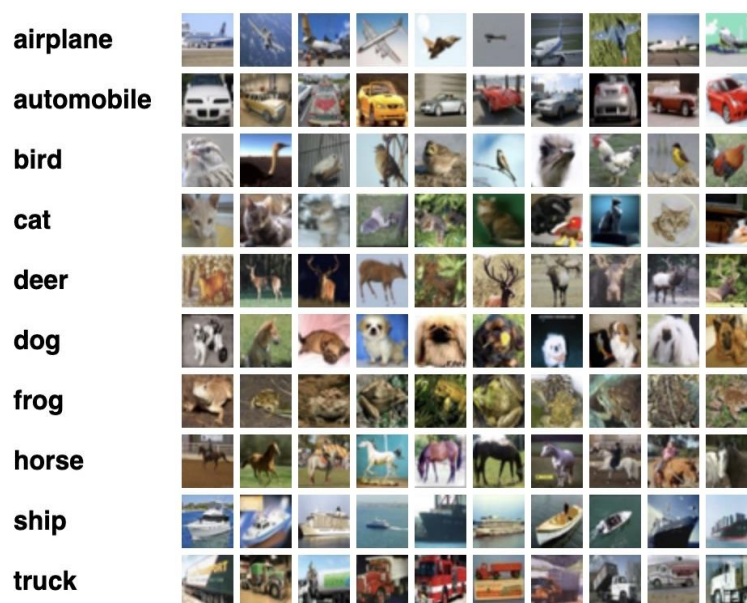 airplane
automobile
bird
cat
deer
dog
frog
horse
ship
truck